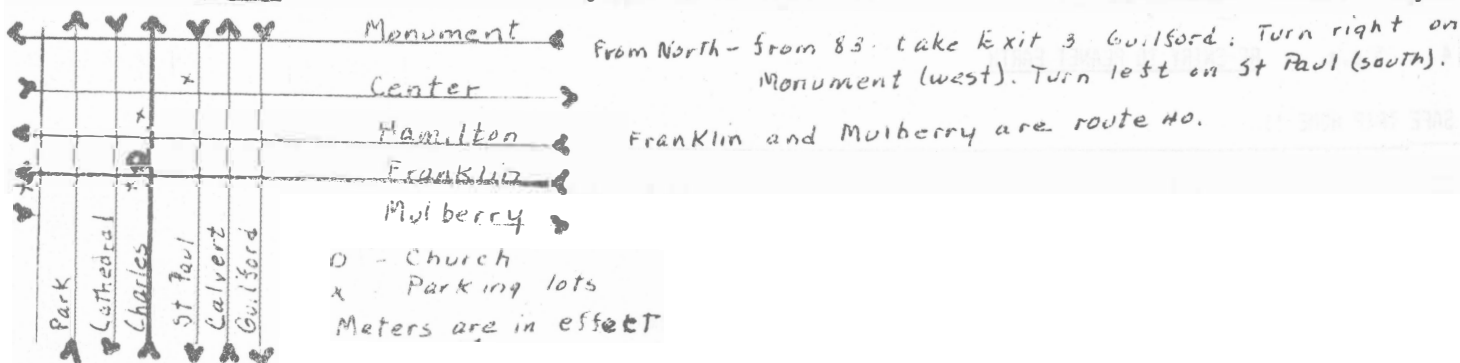 Monument
Center
Hamilton
Franklin
Mulberry
Park
Cathedral
Charles
St Paul
Calvert
Guilford
O - Church
x Parking lots
Meters are in effect
From North - from 83. take Exit 3 Guilford. Turn right on
Monument (west). Turn left on St Paul (south).
Franklin and Mulberry are route 40.